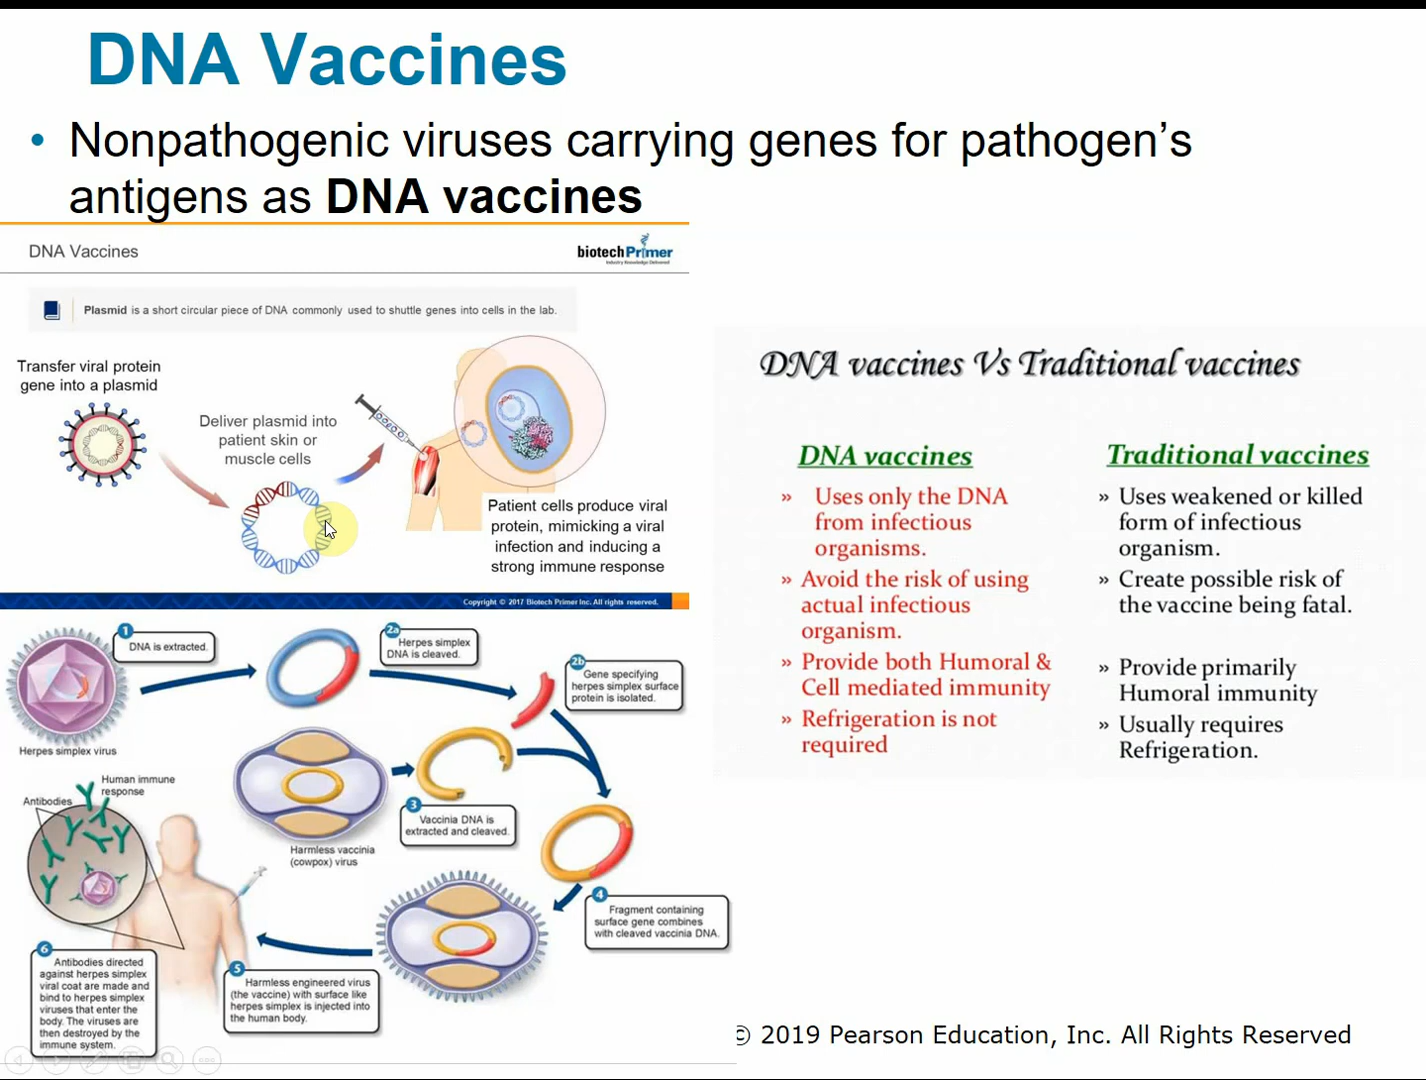 DNA Vaccines
• Nonpathogenic viruses carrying genes for pathogen's
antigens as DNA vaccines
DNA Vaccines
biotechPrimer
Industry Knowledge Delivered
Plasmid is a short circular piece of DNA commonly used to shuttle genes into cells in the lab.
Transfer viral protein
gene into a plasmid
Deliver plasmid into
patient skin or
muscle cells
Patient cells produce viral
protein, mimicking a viral
infection and inducing a
strong immune response
Copyright © 2017 Biotech Primer Inc. All rights reserved.
1
DNA is extracted.
2a
Herpes simplex
DNA is cleaved.
2b
Gene specifying
herpes simplex surface
protein is isolated.
Herpes simplex virus
Harmless vaccinia
(cowpox) virus
3
Vaccinia DNA is
extracted and cleaved.
4
Fragment containing
surface gene combines
with cleaved vaccinia DNA.
5
Harmless engineered virus
(the vaccine) with surface like
herpes simplex is injected into
the human body.
Human immune
response
Antibodies
6
Antibodies directed
against herpes simplex
viral coat are made and
bind to herpes simplex
viruses that enter the
body. The viruses are
then destroyed by the
immune system.
DNA vaccines Vs Traditional vaccines
DNA vaccines
» Uses only the DNA
from infectious
organisms.
» Avoid the risk of using
actual infectious
organism.
» Provide both Humoral &
Cell mediated immunity
» Refrigeration is not
required
Traditional vaccines
» Uses weakened or killed
form of infectious
organism.
» Create possible risk of
the vaccine being fatal.
» Provide primarily
Humoral immunity
» Usually requires
Refrigeration.
© 2019 Pearson Education, Inc. All Rights Reserved